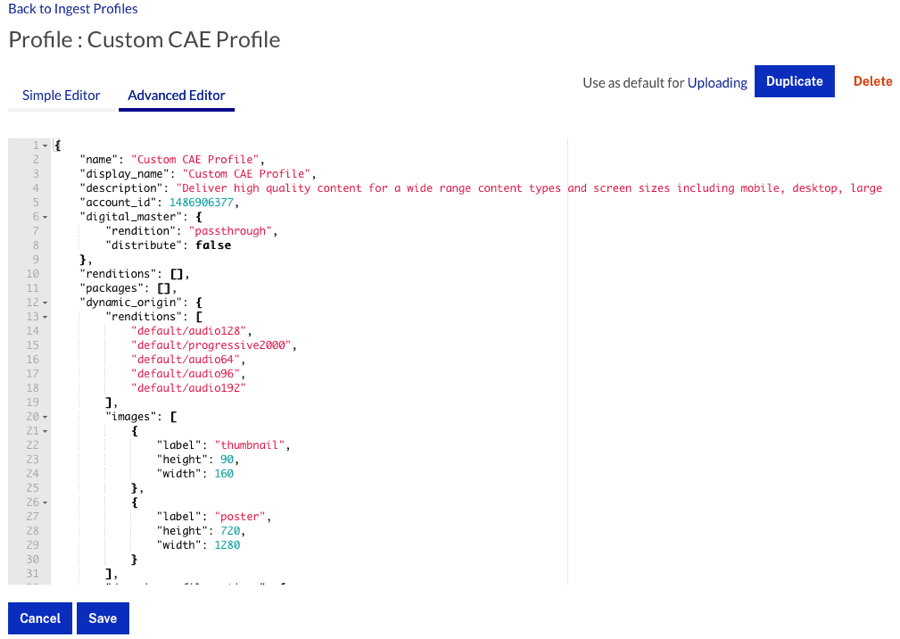 Back to Ingest Profiles
Profile : Custom CAE Profile
Simple Editor
Advanced Editor
Use as default for Uploading
Duplicate
Delete
1 {
2 "name": "Custom CAE Profile",
3 "display_name": "Custom CAE Profile",
4 "description": "Deliver high quality content for a wide range content types and screen sizes including mobile, desktop, large
5 "account_id": 1486906377,
6 "digital_master": {
7 "rendition": "passthrough",
8 "distribute": false
9 },
10 "renditions": [],
11 "packages": [],
12 "dynamic_origin": {
13 "renditions": [
14 "default/audio128",
15 "default/progressive2000",
16 "default/audio64",
17 "default/audio96",
18 "default/audio192"
19 ],
20 "images": [
21 {
22 "label": "thumbnail",
23 "height": 90,
24 "width": 160
25 },
26 {
27 "label": "poster",
28 "height": 720,
29 "width": 1280
30 }
31 ],
Cancel
Save